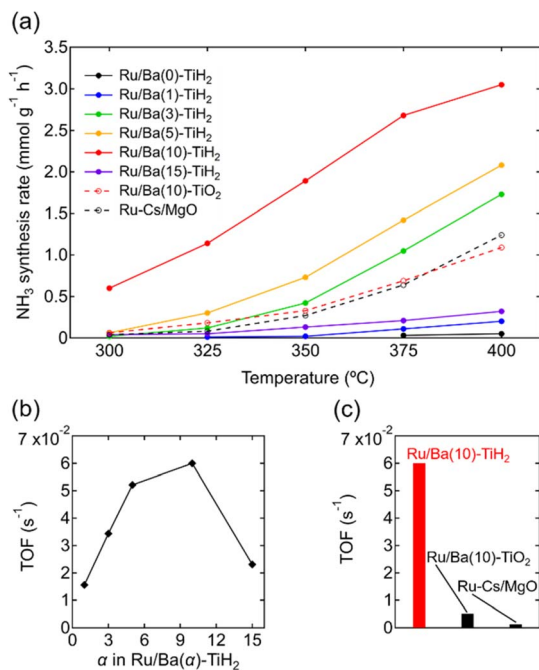 (a)
3.5
3.0
2.5
2.0
1.5
1.0
0.5
0
NH₃ synthesis rate (mmol g⁻¹ h⁻¹)
Ru/Ba(0)-TiH₂
Ru/Ba(1)-TiH₂
Ru/Ba(3)-TiH₂
Ru/Ba(5)-TiH₂
Ru/Ba(10)-TiH₂
Ru/Ba(15)-TiH₂
Ru/Ba(10)-TiO₂
Ru-Cs/MgO
300 325 350 375 400
Temperature (ºC)
(b)
7 x10⁻²
6
5
4
3
2
1
0
TOF (s⁻¹)
0 3 6 9 12 15
α in Ru/Ba(α)-TiH₂
(c)
7 x10⁻²
6
5
4
3
2
1
0
TOF (s⁻¹)
Ru/Ba(10)-TiH₂
Ru/Ba(10)-TiO₂
Ru-Cs/MgO